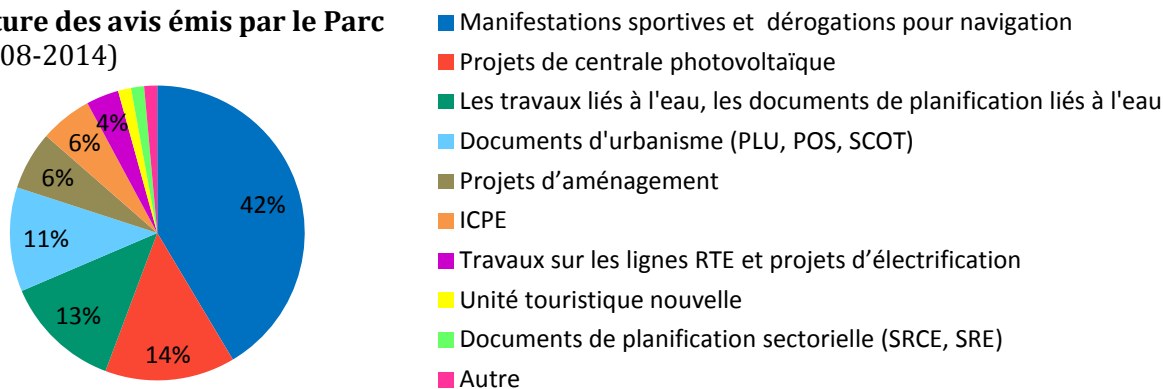 ture des avis émis par le Parc
08-2014)
42%
14%
13%
11%
6%
6%
4%
Manifestations sportives et dérogations pour navigation
Projets de centrale photovoltaïque
Les travaux liés à l'eau, les documents de planification liés à l'eau
Documents d'urbanisme (PLU, POS, SCOT)
Projets d’aménagement
ICPE
Travaux sur les lignes RTE et projets d’électrification
Unité touristique nouvelle
Documents de planification sectorielle (SRCE, SRE)
Autre